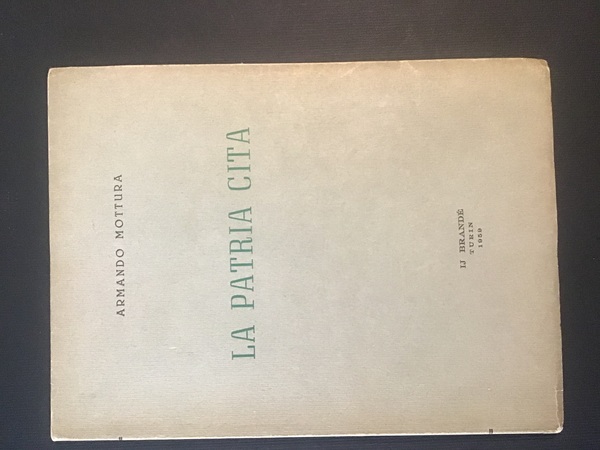 ARMANDO MOTTURA
LA PATRIA CITA
IJ BRANDÉ
TURIN
1959